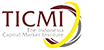 TICMI
The Indonesia
Capital Market Institute